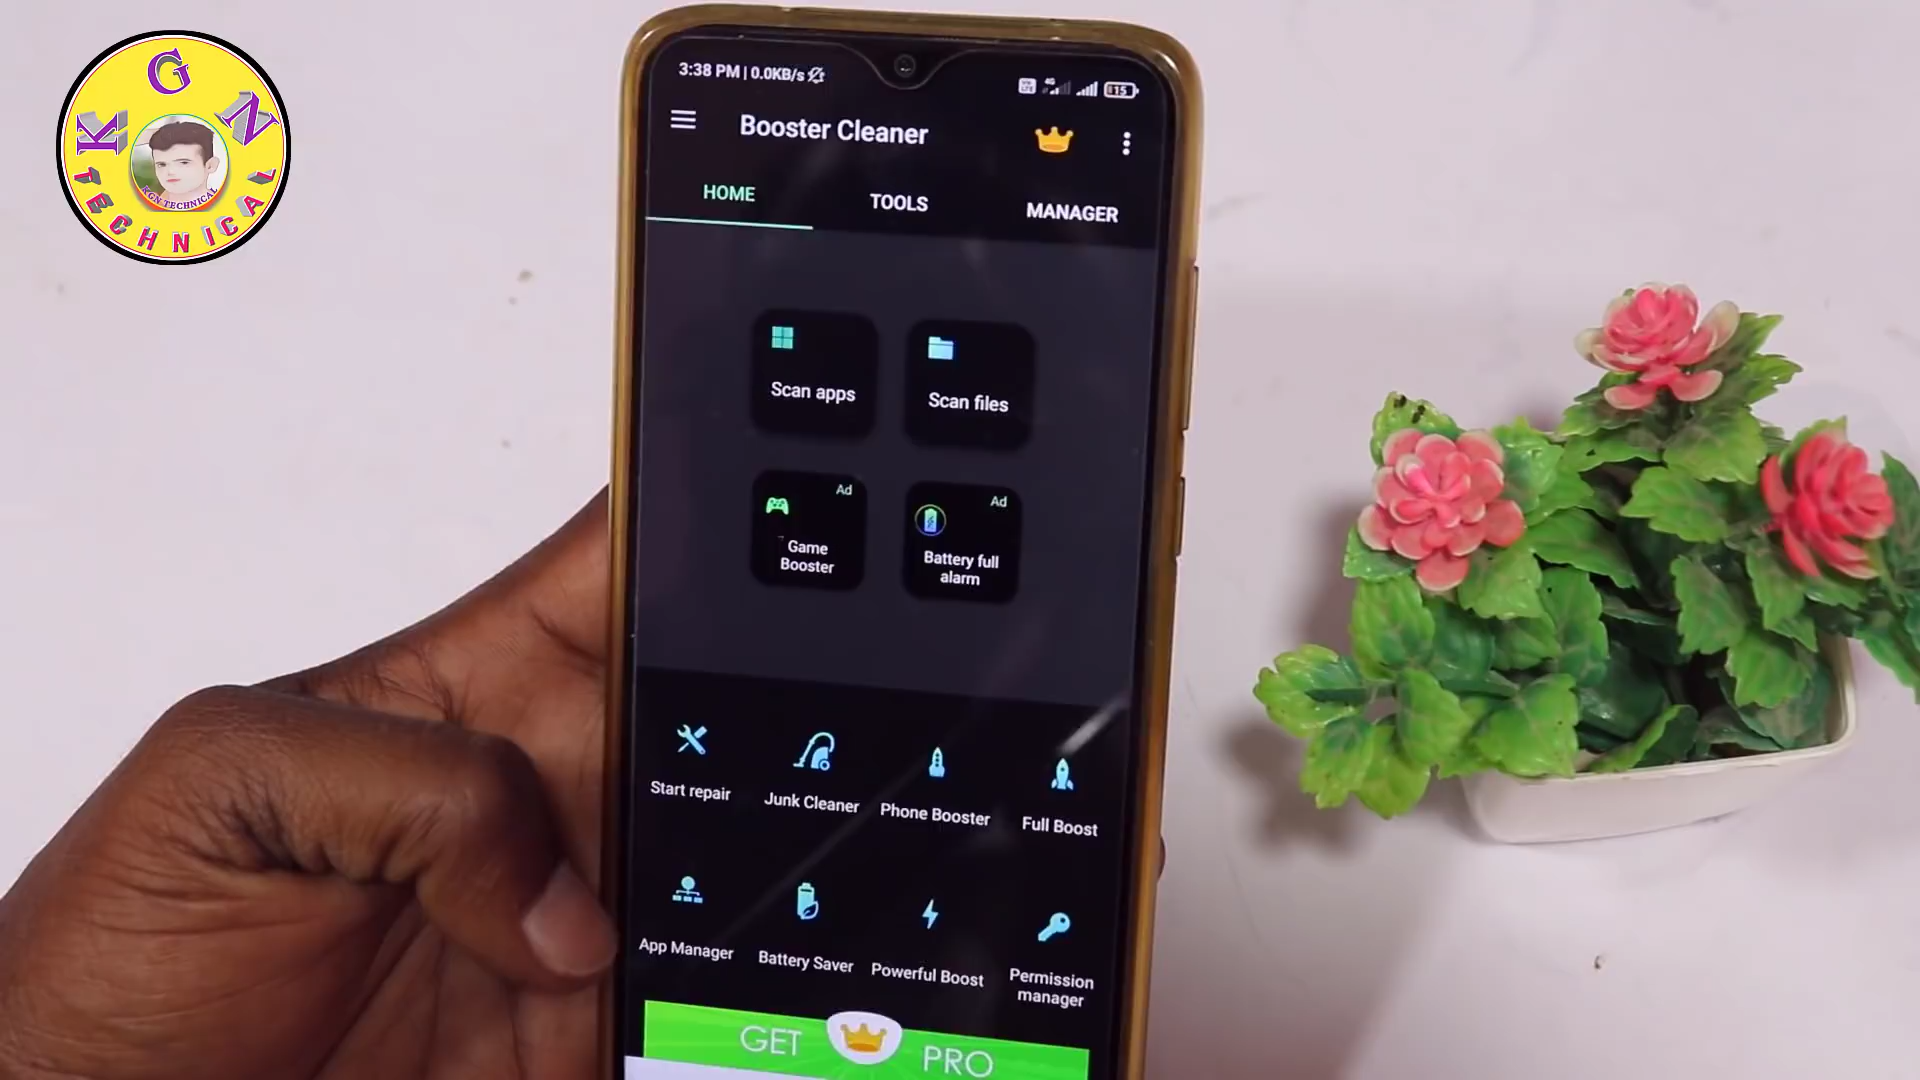 KGN
TECHNICAL
KGN TECHNICAL
3:38 PM | 0.0KB/s
4G
15
Booster Cleaner
HOME
TOOLS
MANAGER
Scan apps
Scan files
Ad
Game
Booster
Ad
Battery full
alarm
Start repair
Junk Cleaner
Phone Booster
Full Boost
App Manager
Battery Saver
Powerful Boost
Permission
manager
GET
PRO